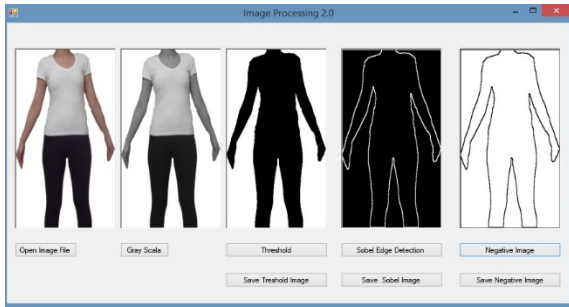 Image Processing 2.0
Open Image File
Gray Scala
Threshold
Sobel Edge Detection
Negative Image
Save Treshold Image
Save Sobel Image
Save Negative Image